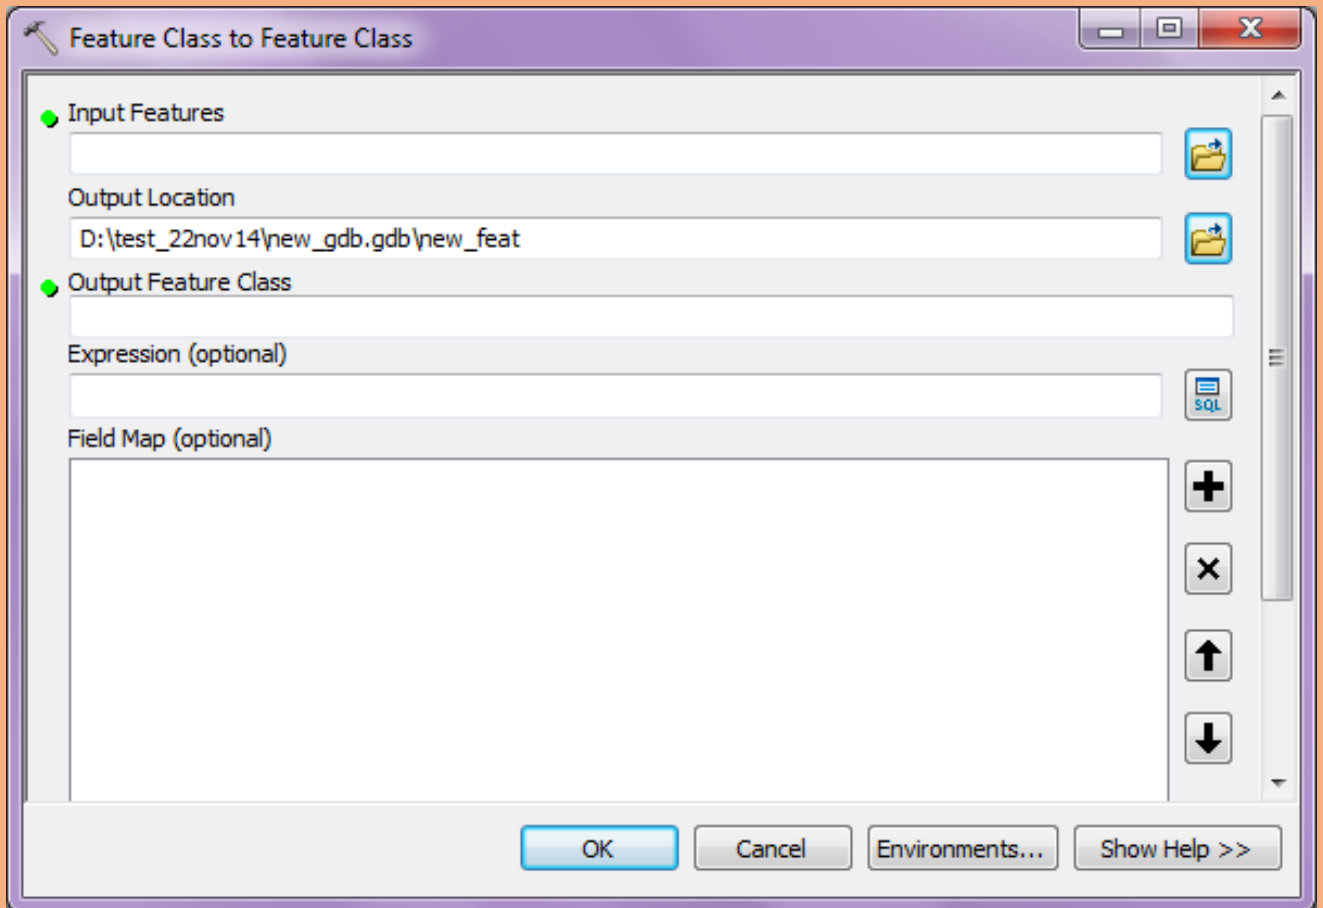 Feature Class to Feature Class
Input Features
Output Location
D:\test_22nov14\new_gdb.gdb\new_feat
Output Feature Class
Expression (optional)
SQL
Field Map (optional)
OK Cancel Environments... Show Help >>